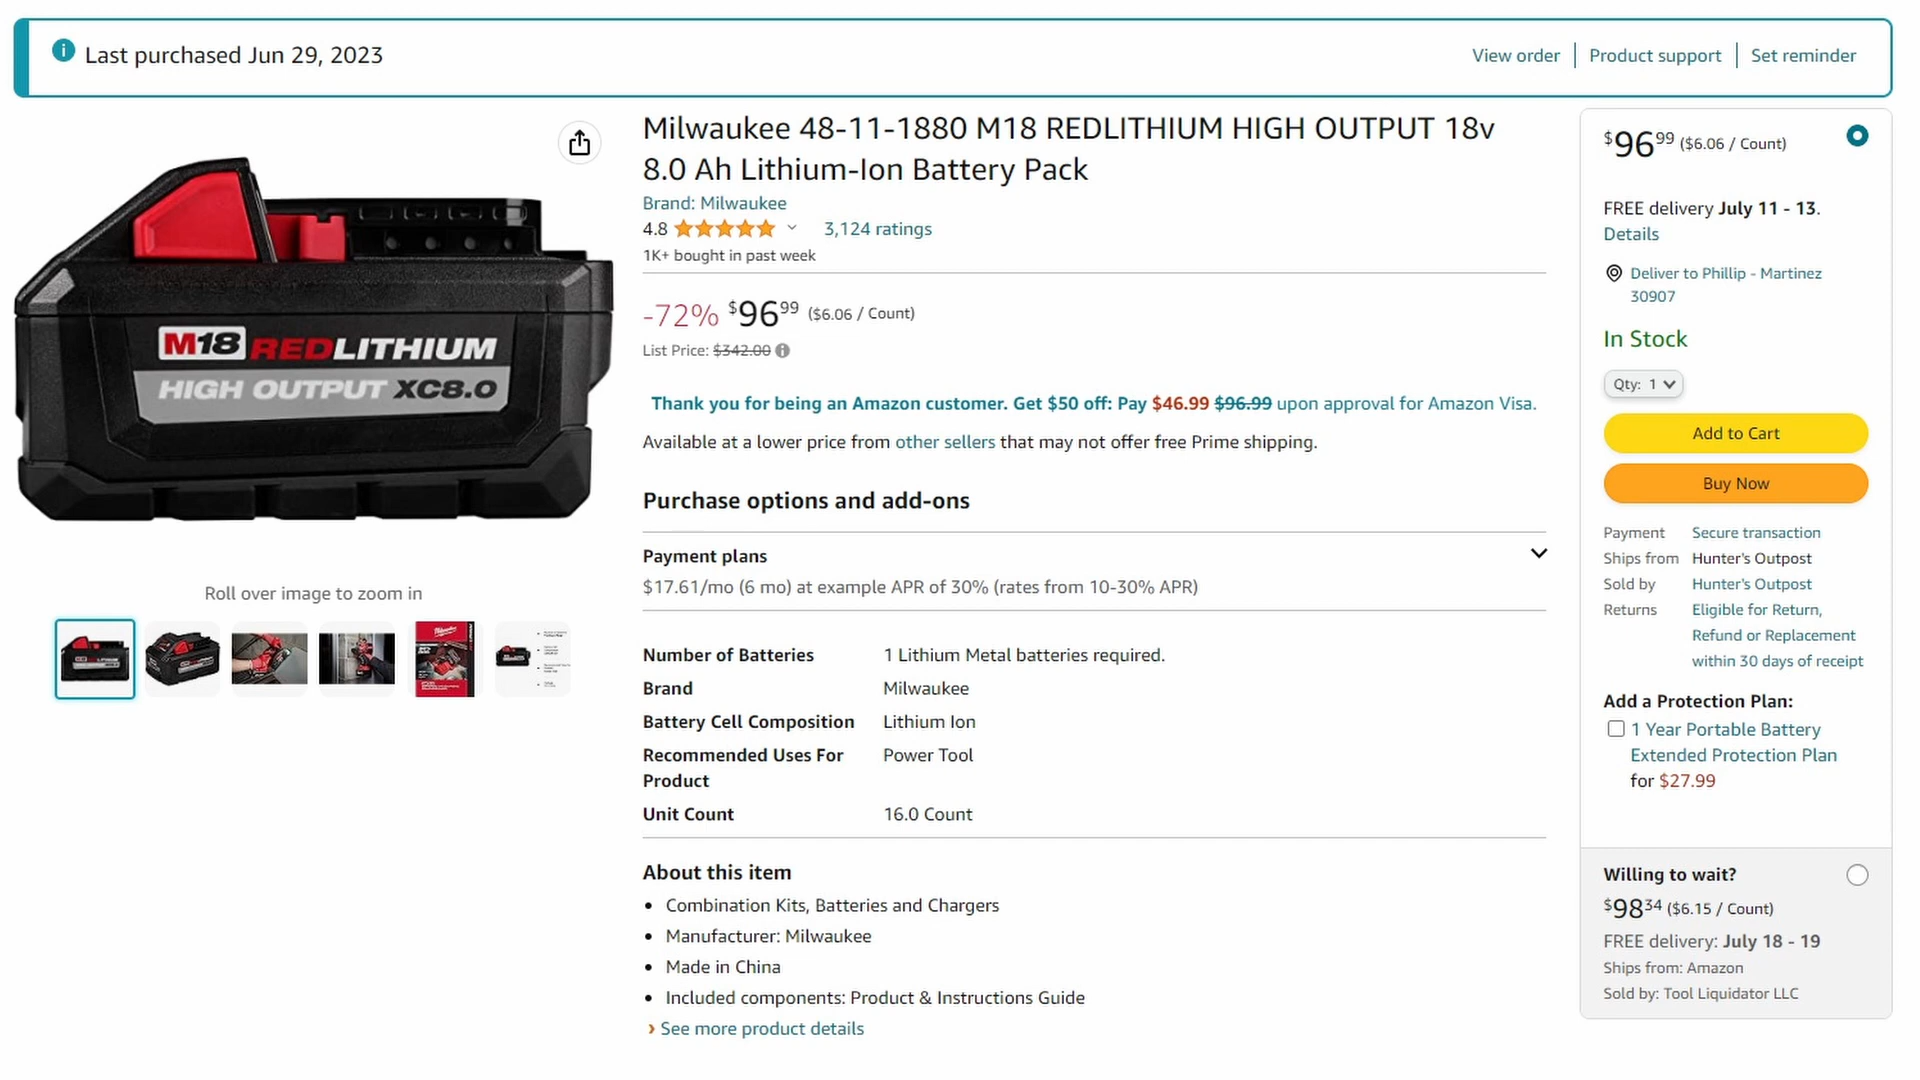 Last purchased Jun 29, 2023
View order
Product support
Set reminder
M18 REDLITHIUM
HIGH OUTPUT XC8.0
Roll over image to zoom in
Milwaukee 48-11-1880 M18 REDLITHIUM HIGH OUTPUT 18v
8.0 Ah Lithium-Ion Battery Pack
Brand: Milwaukee
4.8
3,124 ratings
1K+ bought in past week
-72% $96 99 ($6.06 / Count)
List Price: $342.00
Thank you for being an Amazon customer. Get $50 off: Pay $46.99 $96.99 upon approval for Amazon Visa.
Available at a lower price from other sellers that may not offer free Prime shipping.
Purchase options and add-ons
Payment plans
$17.61/mo (6 mo) at example APR of 30% (rates from 10-30% APR)
Number of Batteries 1 Lithium Metal batteries required.
Brand Milwaukee
Battery Cell Composition Lithium Ion
Recommended Uses For Power Tool
Product
Unit Count 16.0 Count
About this item
• Combination Kits, Batteries and Chargers
• Manufacturer: Milwaukee
• Made in China
• Included components: Product & Instructions Guide
› See more product details
$96 99 ($6.06 / Count)
FREE delivery July 11 - 13.
Details
Deliver to Phillip - Martinez
30907
In Stock
Qty: 1
Add to Cart
Buy Now
Payment Secure transaction
Ships from Hunter's Outpost
Sold by Hunter's Outpost
Returns Eligible for Return,
Refund or Replacement
within 30 days of receipt
Add a Protection Plan:
1 Year Portable Battery
Extended Protection Plan
for $27.99
Willing to wait?
$98 34 ($6.15 / Count)
FREE delivery: July 18 - 19
Ships from: Amazon
Sold by: Tool Liquidator LLC